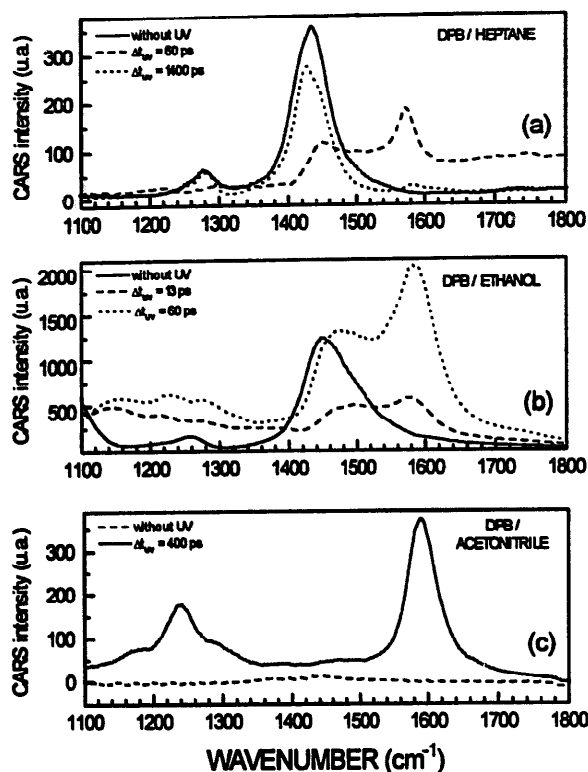 CARS intensity (u.a.)
300
200
100
0
without UV
Δt_uv = 60 ps
Δt_uv = 1400 ps
DPB / HEPTANE
(a)
1100 1200 1300 1400 1500 1600 1700 1800
CARS intensity (u.a.)
2000
1500
1000
500
without UV
Δt_uv = 13 ps
Δt_uv = 60 ps
DPB / ETHANOL
(b)
1100 1200 1300 1400 1500 1600 1700 1800
CARS intensity (u.a.)
300
200
100
0
without UV
Δt_uv = 400 ps
DPB /
ACETONITRILE
(c)
1100 1200 1300 1400 1500 1600 1700 1800
WAVENUMBER (cm⁻¹)